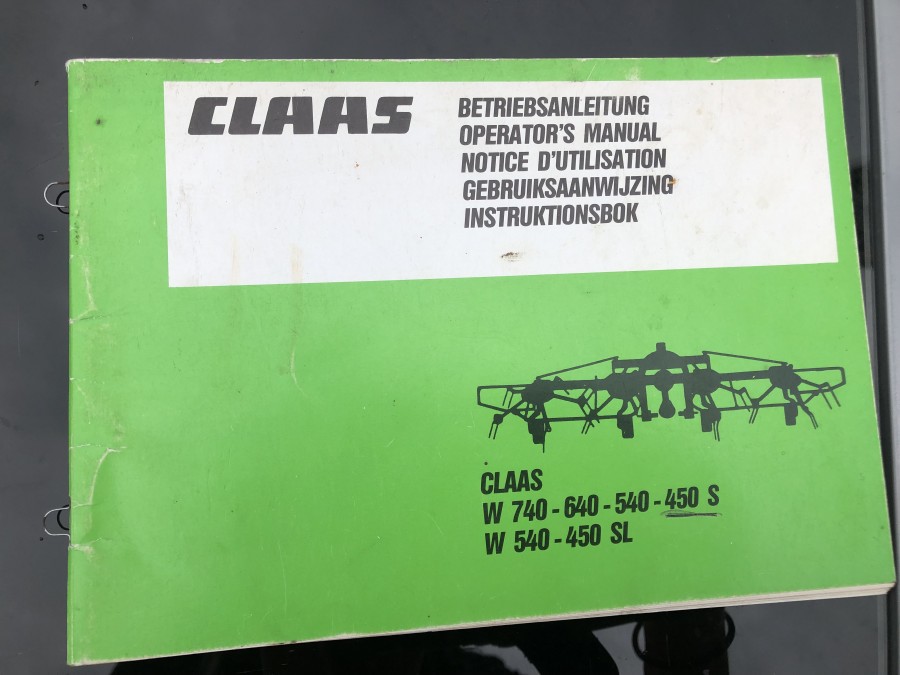 CLAAS
BETRIEBSANLEITUNG
OPERATOR'S MANUAL
NOTICE D'UTILISATION
GEBRUIKSAANWIJZING
INSTRUKTIONSBOK
CLAAS
W 740 - 640 - 540 - 450 S
W 540 - 450 SL